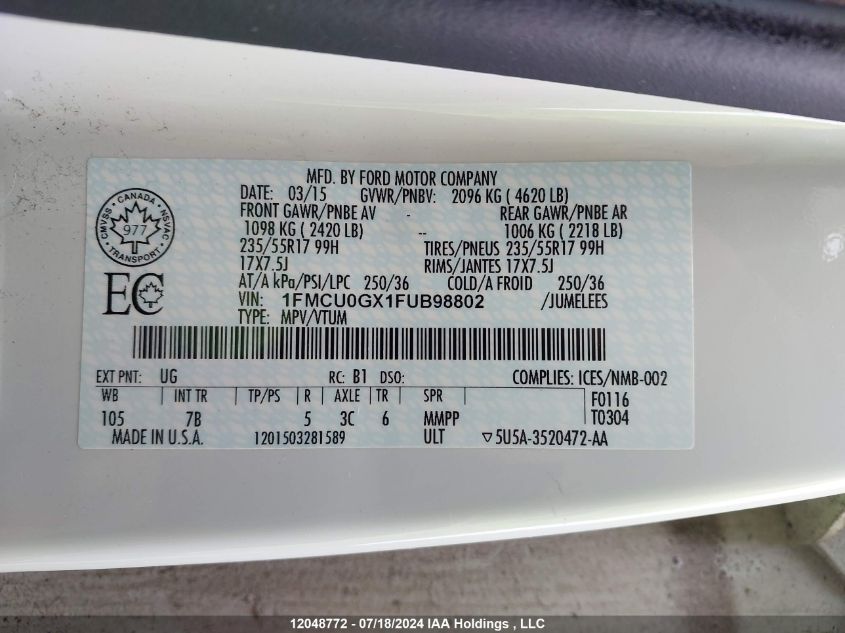 MFD. BY FORD MOTOR COMPANY
DATE: 03/15 GVWR/PNBV: 2096 KG ( 4620 LB)
FRONT GAWR/PNBE AV - REAR GAWR/PNBE AR
1098 KG ( 2420 LB) -- 1006 KG ( 2218 LB)
235/55R17 99H TIRES/PNEUS 235/55R17 99H
17X7.5J RIMS/JANTES 17X7.5J
AT/A kPa/PSI/LPC 250/36 COLD/A FROID 250/36
VIN: 1FMCU0GX1FUB98802 /JUMELEES
TYPE: MPV/VTUM
CANADA
CMVSS NSVAC
977
TRANSPORT
EC
EXT PNT: UG RC: B1 DSO: COMPLIES: ICES/NMB-002
WB | INT TR | TP/PS | R | AXLE | TR | SPR F0116
105 7B 5 3C 6 MMPP T0304
MADE IN U.S.A. 1201503281589 ULT ▽5U5A-3520472-AA
12048772 - 07/18/2024 IAA Holdings , LLC